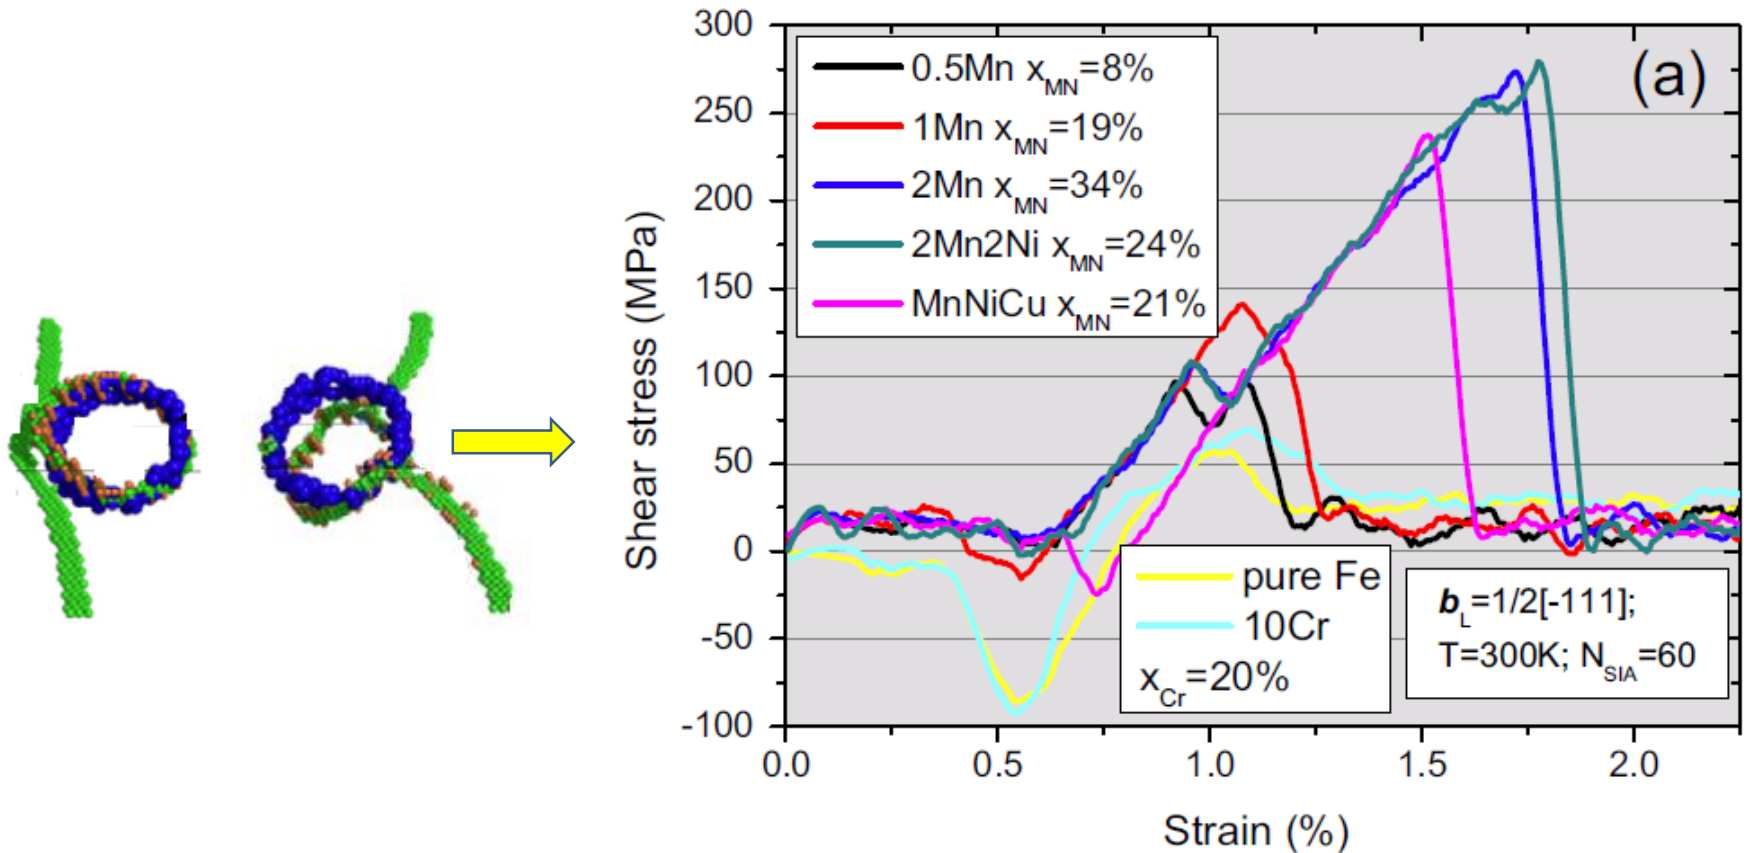 300
250
200
150
100
50
0
-50
-100
Shear stress (MPa)
(a)
0.5Mn x_MN=8%
1Mn x_MN=19%
2Mn x_MN=34%
2Mn2Ni x_MN=24%
MnNiCu x_MN=21%
pure Fe
10Cr
x_Cr=20%
b_L=1/2[-111];
T=300K; N_SIA=60
0.0 0.5 1.0 1.5 2.0
Strain (%)